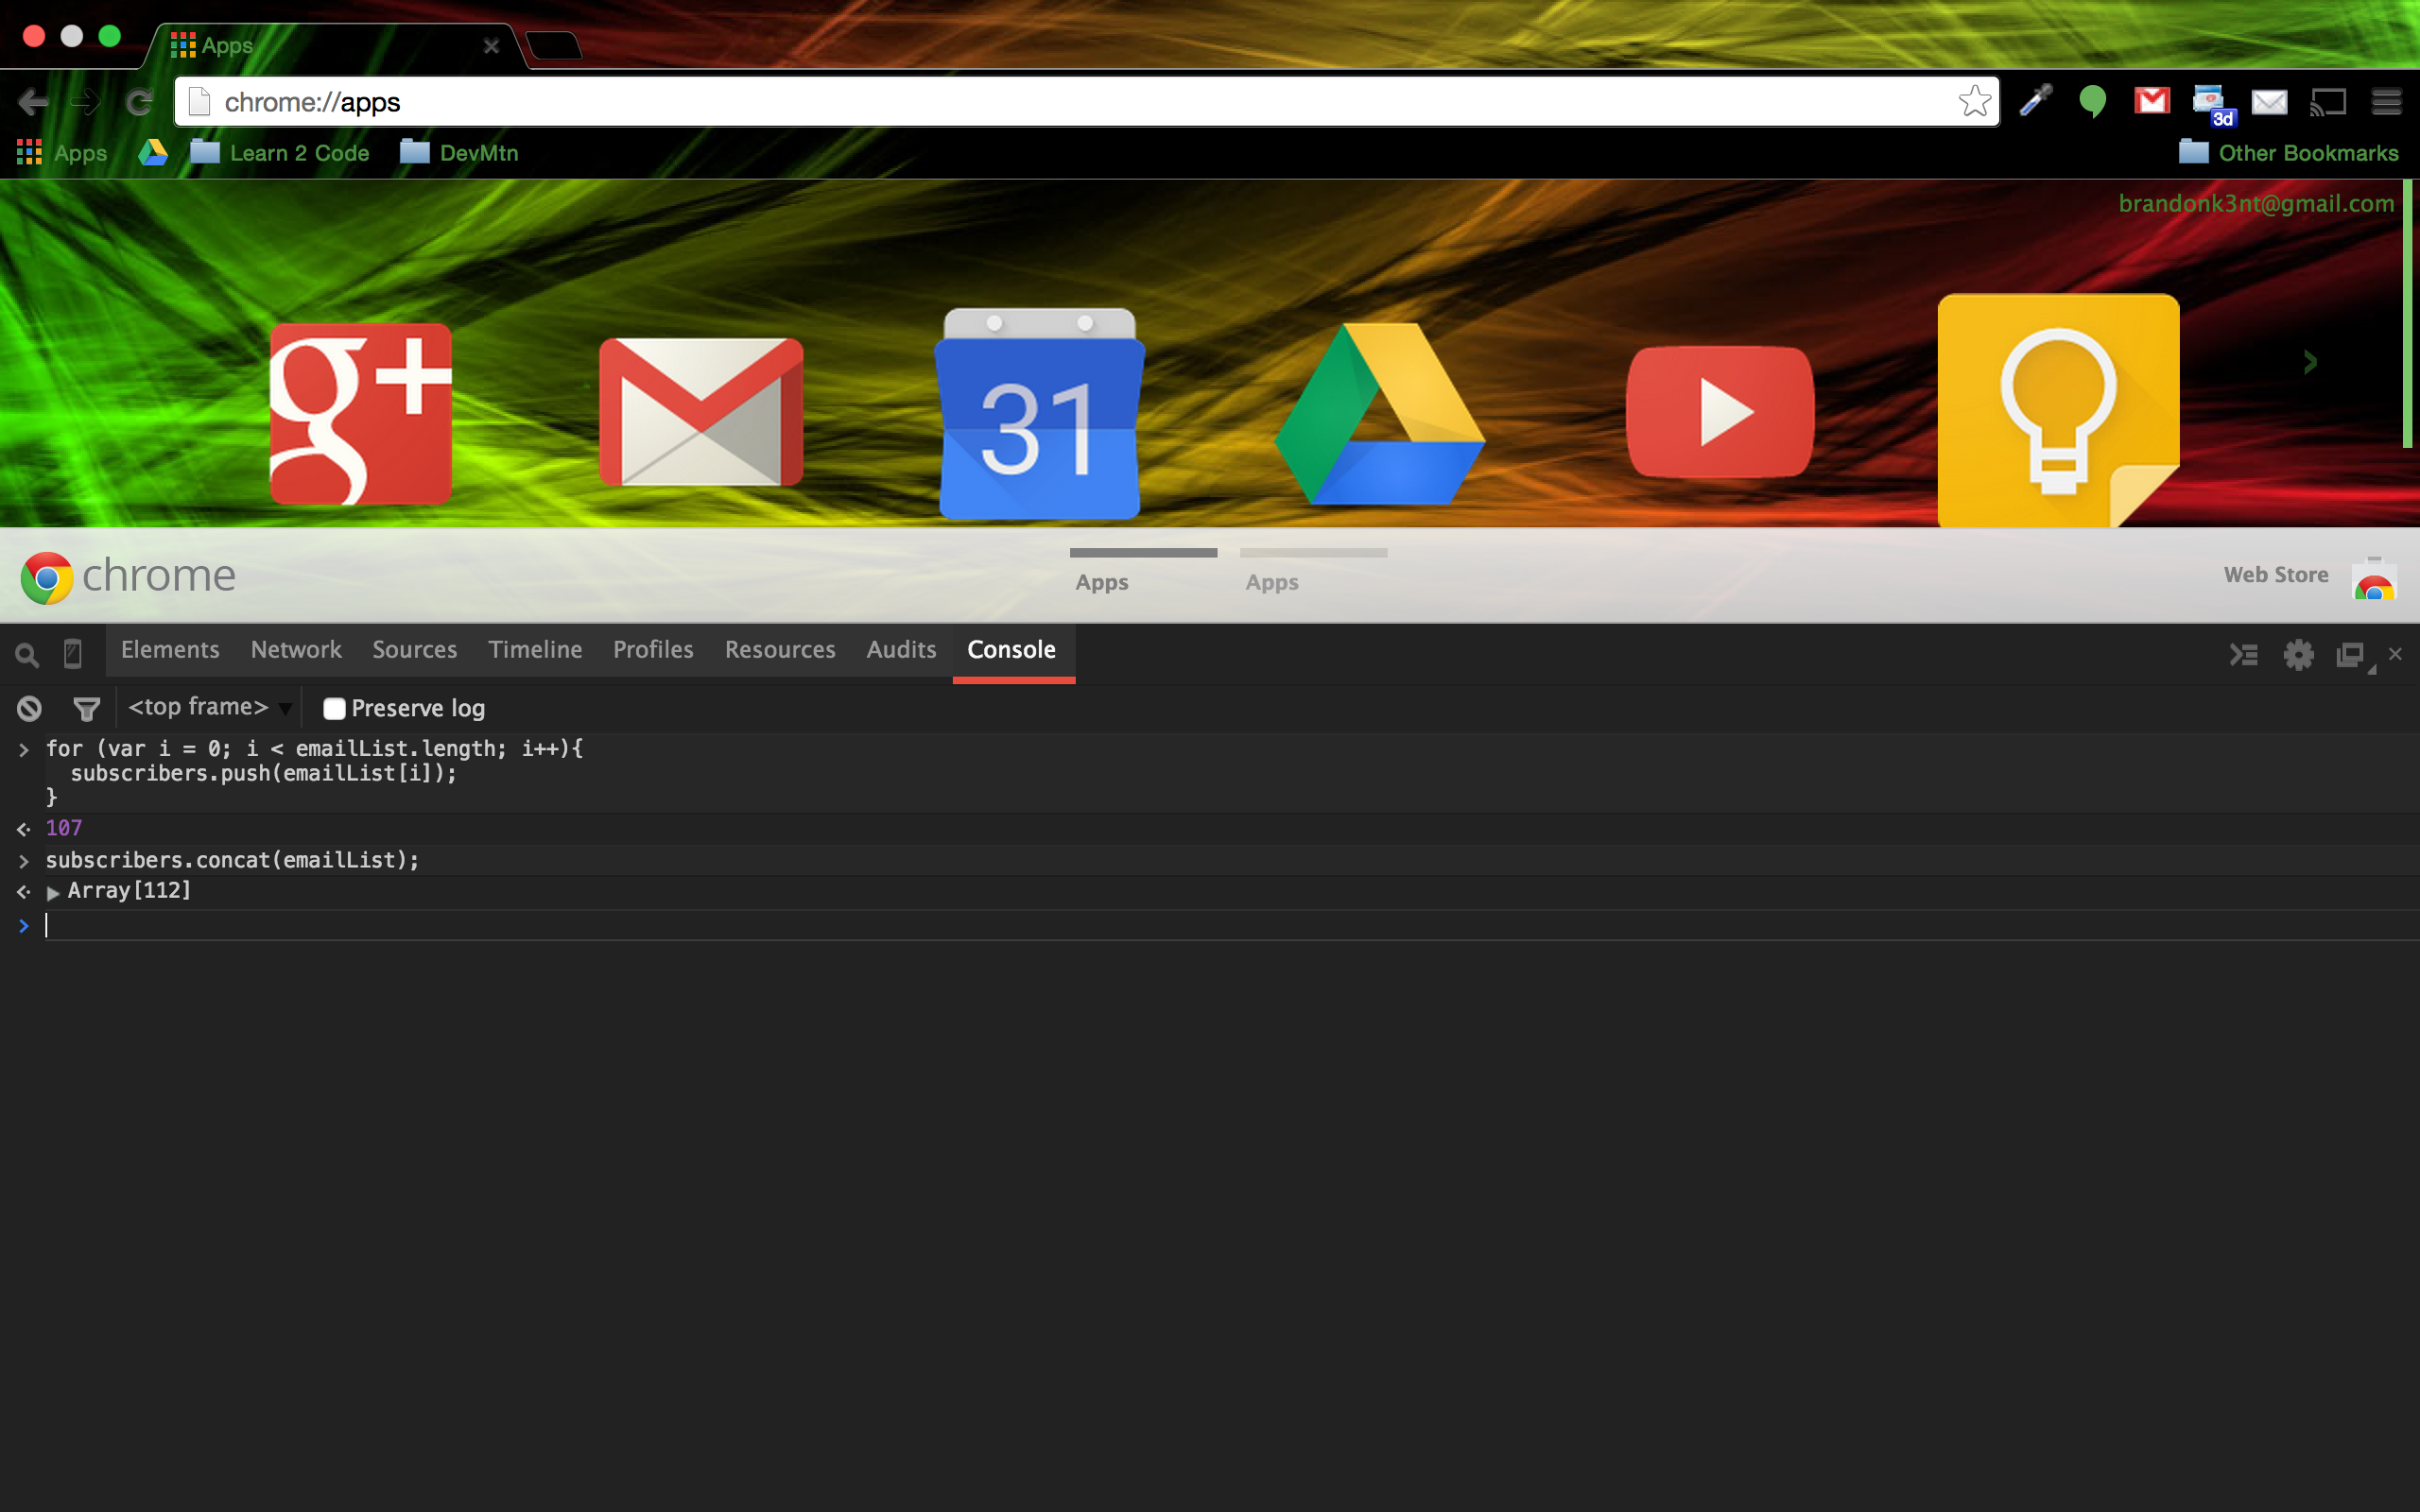 Apps
chrome://apps
3d
Apps
Learn 2 Code
DevMtn
Other Bookmarks
brandonk3nt@gmail.com
g+
31
chrome
Apps
Apps
Web Store
Elements
Network
Sources
Timeline
Profiles
Resources
Audits
Console
<top frame>
Preserve log
for (var i = 0; i < emailList.length; i++){
subscribers.push(emailList[i]);
}
107
subscribers.concat(emailList);
Array[112]